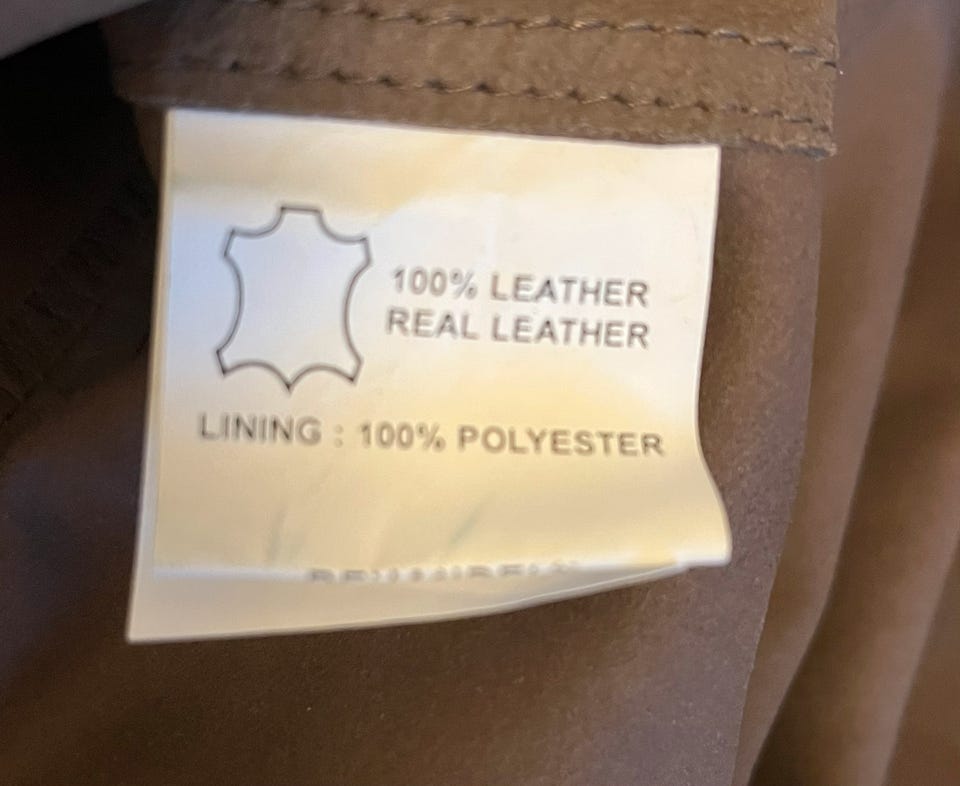 100% LEATHER
REAL LEATHER
LINING : 100% POLYESTER